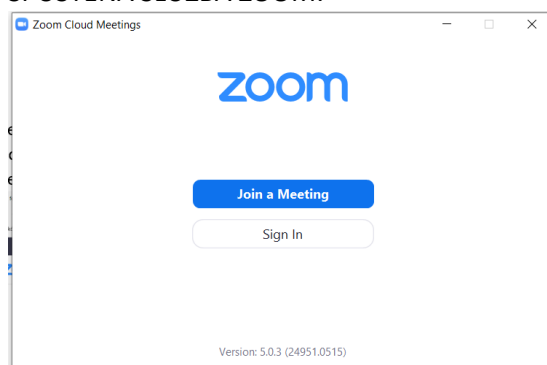 Zoom Cloud Meetings
zoom
Join a Meeting
Sign In
Version: 5.0.3 (24951.0515)